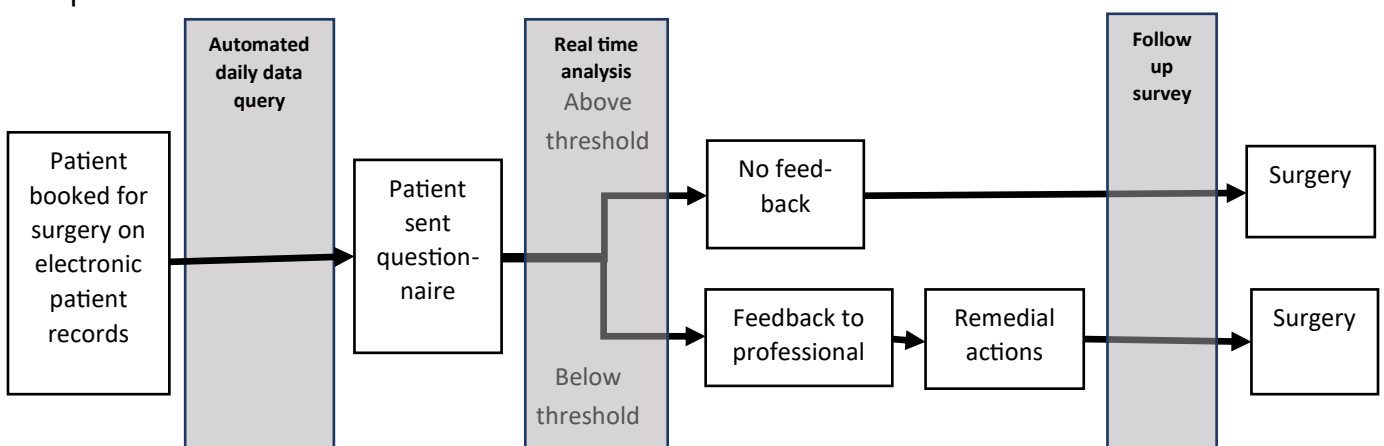 Automated
daily data
query
Real time
analysis
Above
threshold
Follow
up
survey
Patient
booked for
surgery on
electronic
patient
records
Patient
sent
question-
naire
No feed-
back
Surgery
Feedback to
professional
Remedial
actions
Surgery
Below
threshold